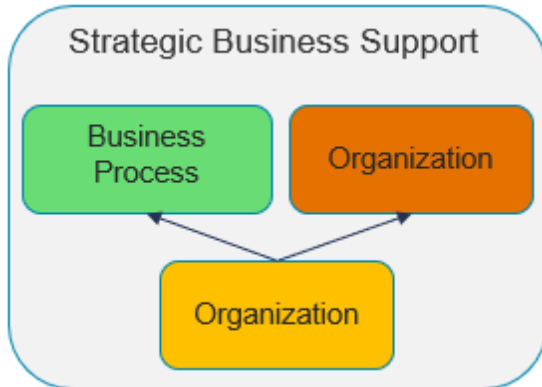 Strategic Business Support
Business
Process
Organization
Organization